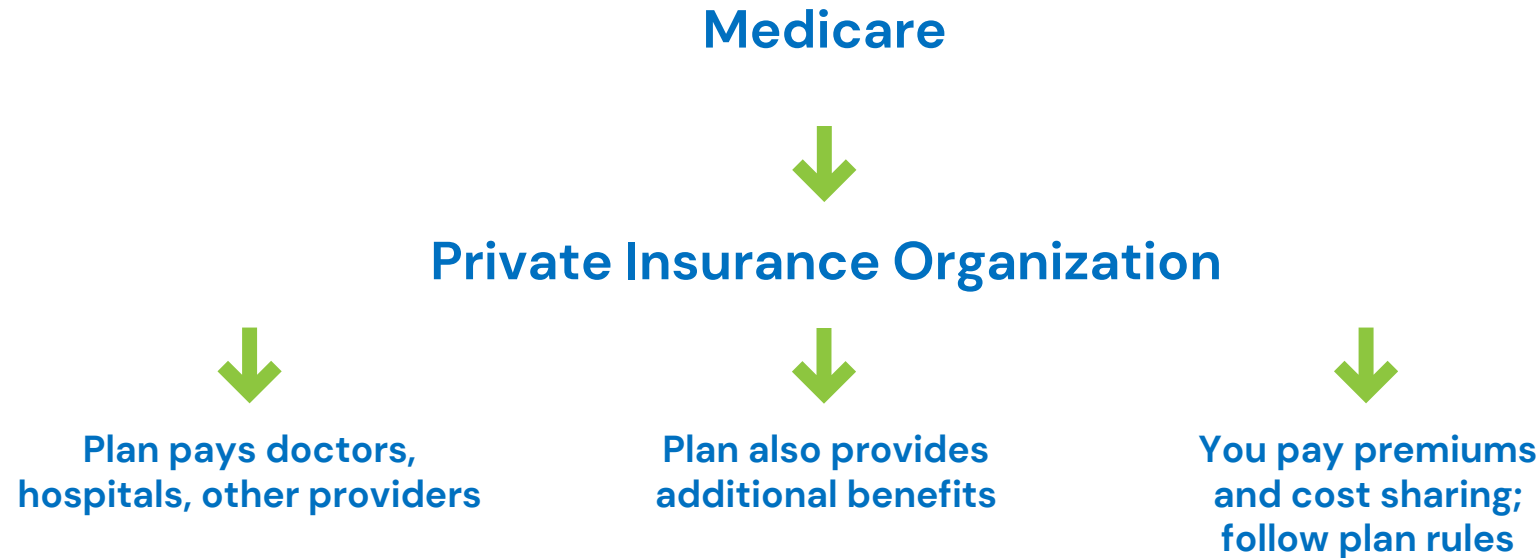 Medicare
Private Insurance Organization
Plan pays doctors,
hospitals, other providers
Plan also provides
additional benefits
You pay premiums
and cost sharing;
follow plan rules